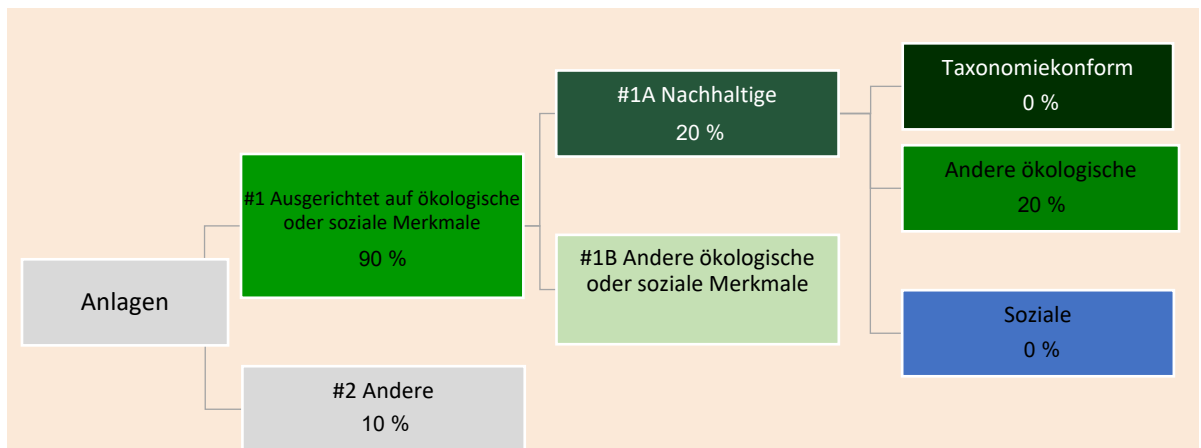 Anlagen
#1 Ausgerichtet auf ökologische
oder soziale Merkmale
90 %
#2 Andere
10 %
#1A Nachhaltige
20 %
#1B Andere ökologische
oder soziale Merkmale
Taxonomiekonform
0 %
Andere ökologische
20 %
Soziale
0 %